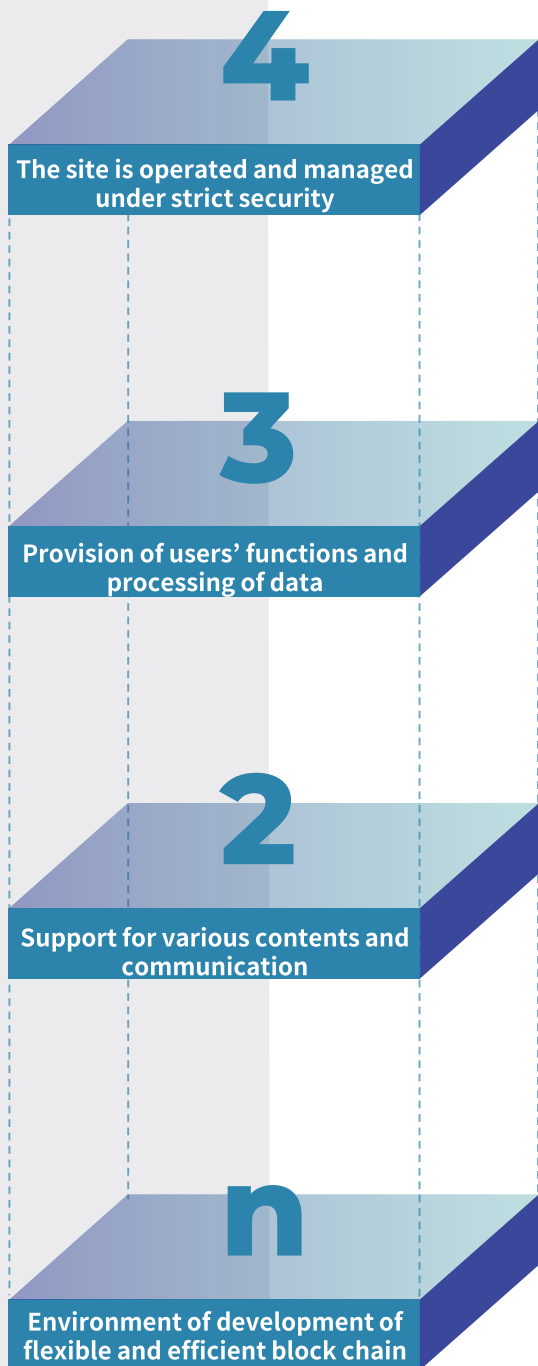 4
The site is operated and managed
under strict security
3
Provision of users’ functions and
processing of data
2
Support for various contents and
communication
n
Environment of development of
flexible and efficient block chain